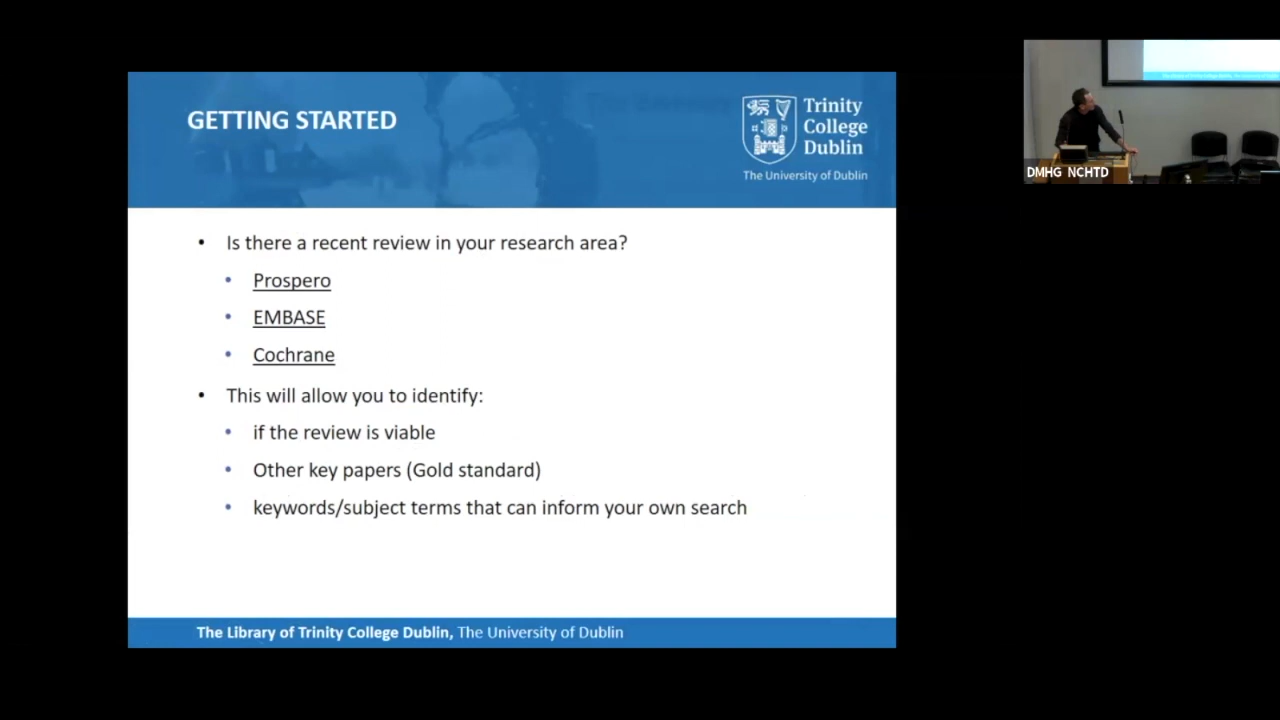 GETTING STARTED
Trinity
College
Dublin
The University of Dublin
DMHG NCHTD
• Is there a recent review in your research area?
• Prospero
• EMBASE
• Cochrane
• This will allow you to identify:
• if the review is viable
• Other key papers (Gold standard)
• keywords/subject terms that can inform your own search
The Library of Trinity College Dublin, The University of Dublin